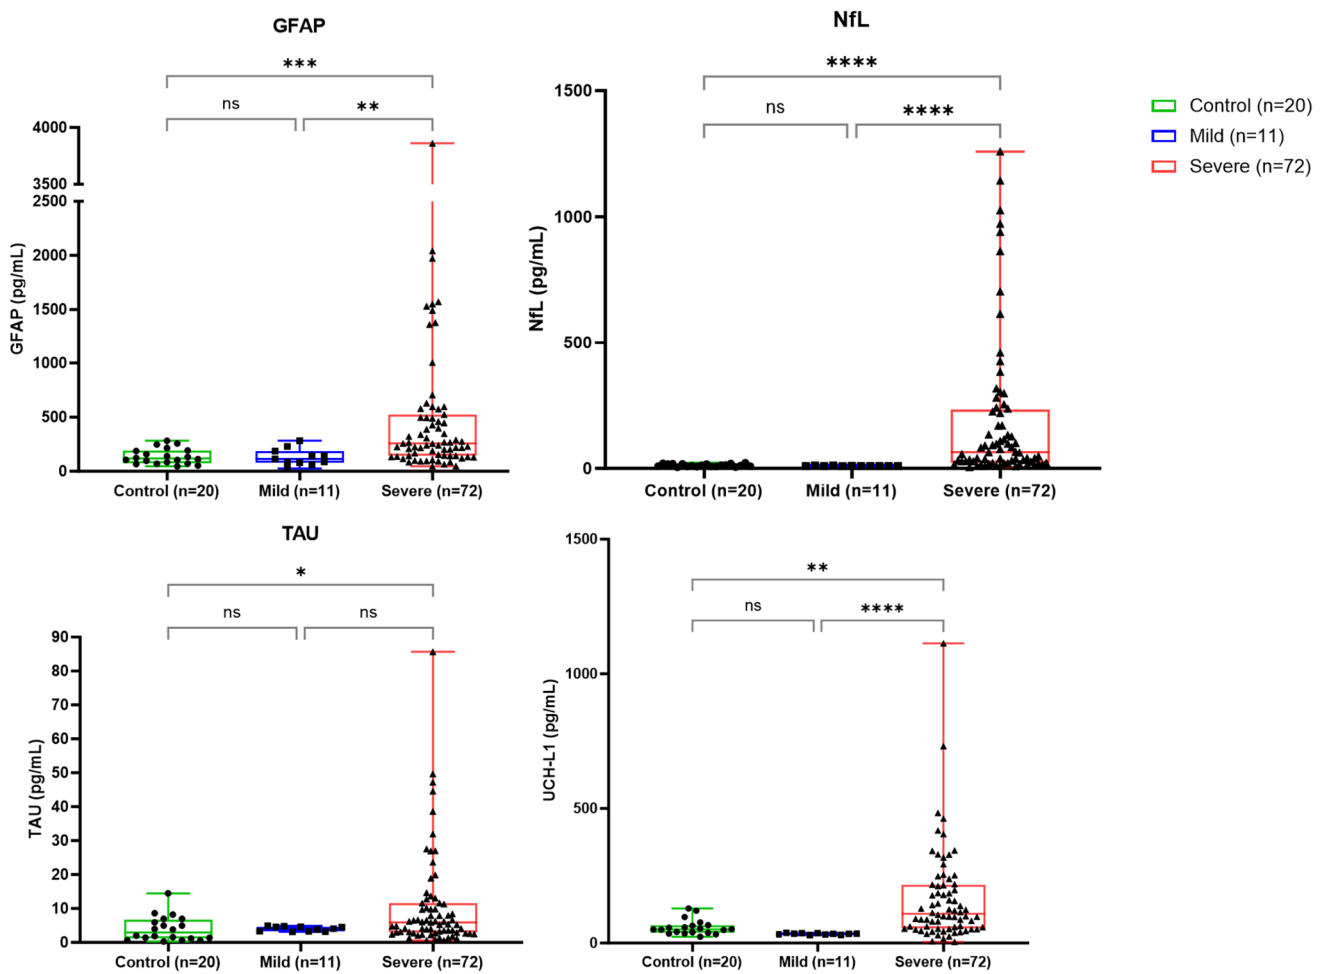 GFAP
***
ns
**
4000
3500
2500
2000
1500
1000
500
0
GFAP (pg/mL)
Control (n=20)
Mild (n=11)
Severe (n=72)
NfL
****
ns
****
1500
1000
500
0
NfL (pg/mL)
Control (n=20)
Mild (n=11)
Severe (n=72)
Control (n=20)
Mild (n=11)
Severe (n=72)
TAU
*
ns
ns
90
80
70
60
50
40
30
20
10
0
TAU (pg/mL)
Control (n=20)
Mild (n=11)
Severe (n=72)
**
ns
****
1500
1000
500
0
UCH-L1 (pg/mL)
Control (n=20)
Mild (n=11)
Severe (n=72)